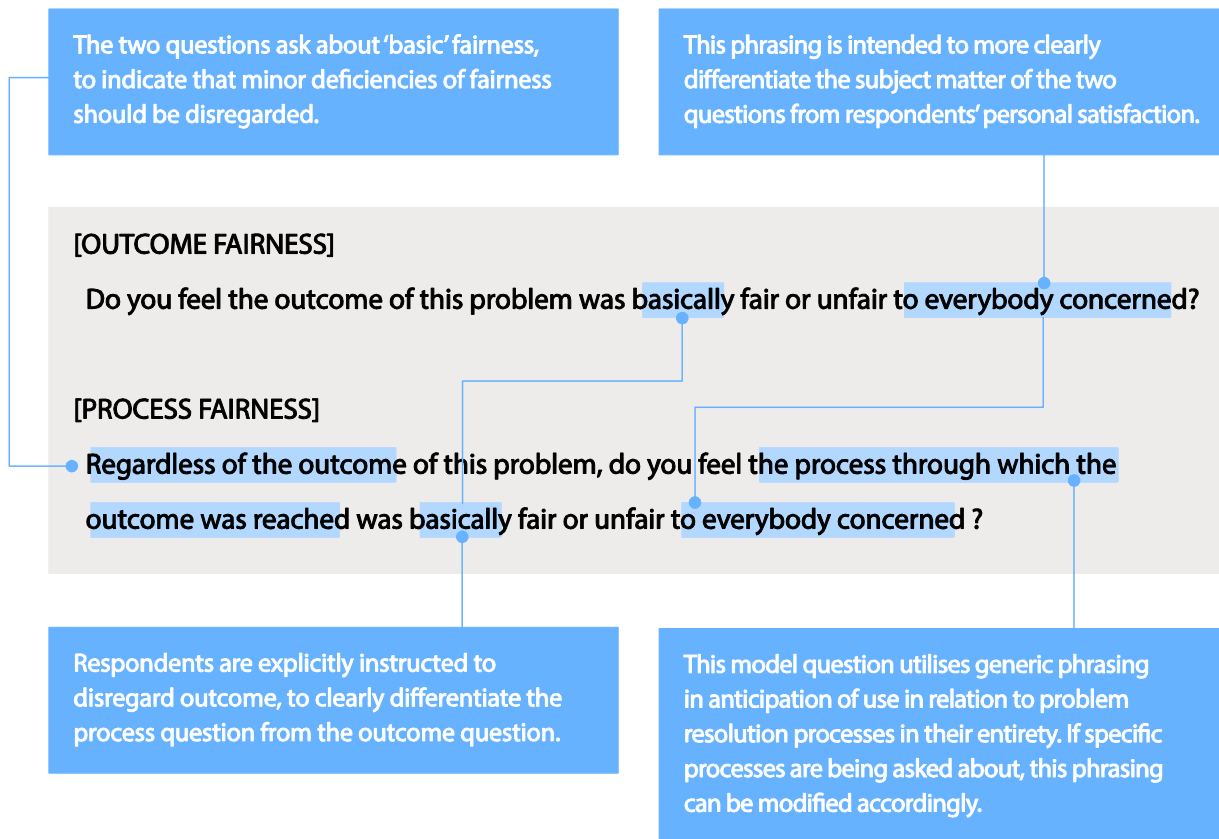 The two questions ask about ‘basic’ fairness,
to indicate that minor deficiencies of fairness
should be disregarded.
This phrasing is intended to more clearly
differentiate the subject matter of the two
questions from respondents’ personal satisfaction.
[OUTCOME FAIRNESS]
Do you feel the outcome of this problem was basically fair or unfair to everybody concerned?
[PROCESS FAIRNESS]
Regardless of the outcome of this problem, do you feel the process through which the
outcome was reached was basically fair or unfair to everybody concerned ?
Respondents are explicitly instructed to
disregard outcome, to clearly differentiate the
process question from the outcome question.
This model question utilises generic phrasing
in anticipation of use in relation to problem
resolution processes in their entirety. If specific
processes are being asked about, this phrasing
can be modified accordingly.